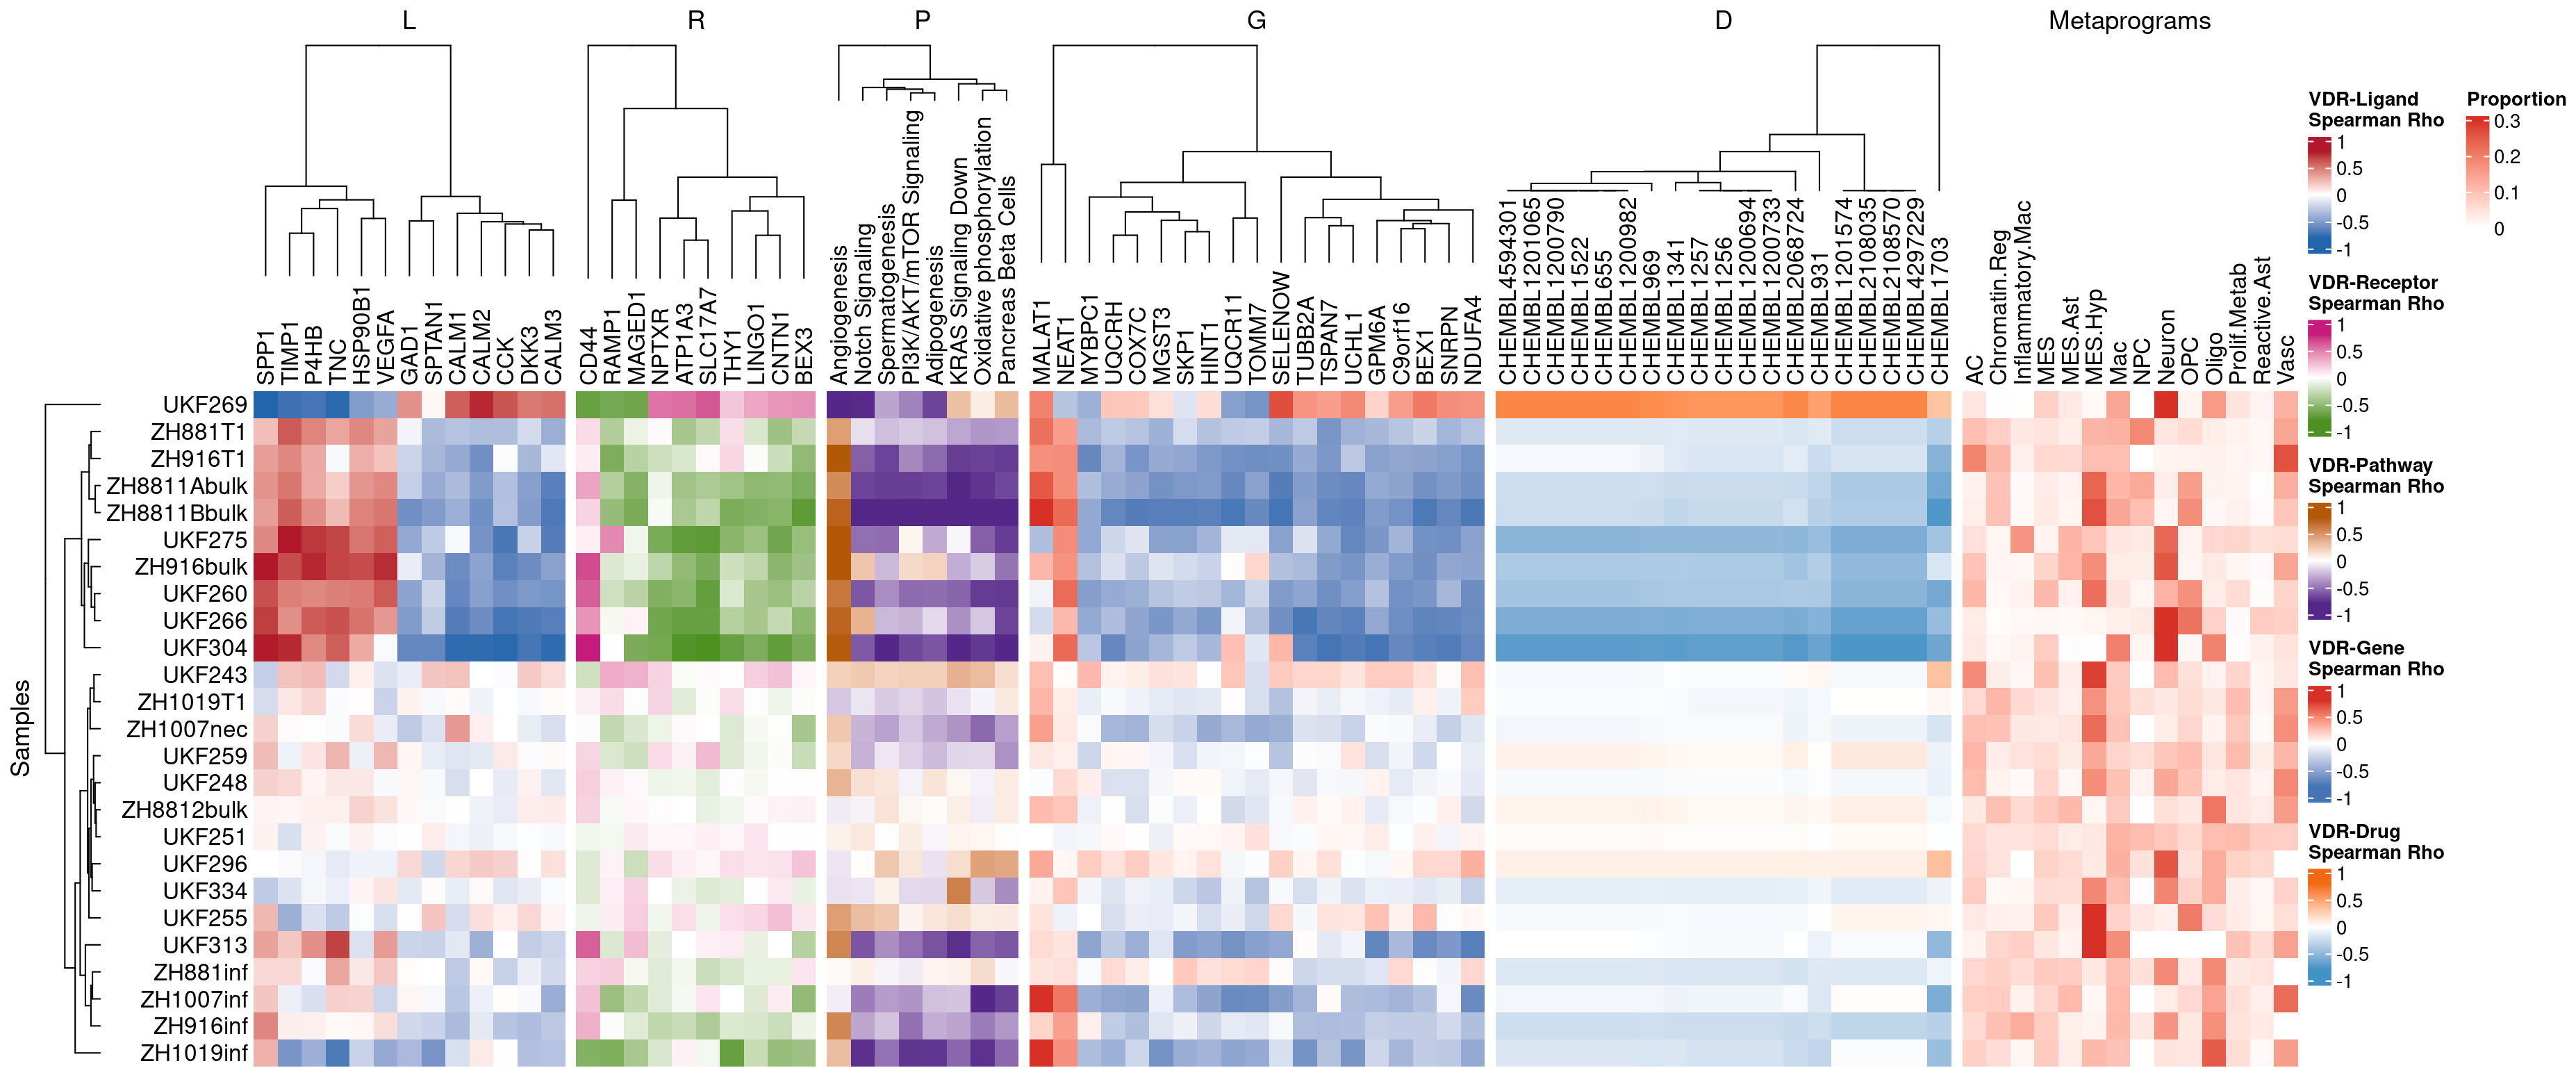 L
R
P
G
D
Metaprograms
SPP1
TIMP1
P4HB
TNC
HSP90B1
VEGFA
GAD1
SPTAN1
CALM1
CALM2
CCK
DKK3
CALM3
CD44
RAMP1
MAGED1
NPTXR
ATP1A3
SLC17A7
THY1
LINGO1
CNTN1
BEX3
Angiogenesis
Notch Signaling
Spermatogenesis
PI3K/AKT/mTOR Signaling
Adipogenesis
KRAS Signaling Down
Oxidative phosphorylation
Pancreas Beta Cells
MALAT1
NEAT1
MYBPC1
UQCRH
COX7C
MGST3
SKP1
HINT1
UQCR11
TOMM7
SELENOW
TUBB2A
TSPAN7
UCHL1
GPM6A
C9orf16
BEX1
SNRPN
NDUFA4
CHEMBL4594301
CHEMBL1201065
CHEMBL1200790
CHEMBL1522
CHEMBL655
CHEMBL1200982
CHEMBL969
CHEMBL1341
CHEMBL1257
CHEMBL1256
CHEMBL1200694
CHEMBL1200733
CHEMBL2068724
CHEMBL931
CHEMBL1201574
CHEMBL2108035
CHEMBL2108570
CHEMBL4297229
CHEMBL1703
AC
Chromatin.Reg
Inflammatory.Mac
MES
MES.Ast
MES.Hyp
Mac
NPC
Neuron
OPC
Oligo
Prolif.Metab
Reactive.Ast
Vasc
Samples
UKF269
ZH881T1
ZH916T1
ZH8811Abulk
ZH8811Bbulk
UKF275
ZH916bulk
UKF260
UKF266
UKF304
UKF243
ZH1019T1
ZH1007nec
UKF259
UKF248
ZH8812bulk
UKF251
UKF296
UKF334
UKF255
UKF313
ZH881inf
ZH1007inf
ZH916inf
ZH1019inf
VDR-Ligand
Spearman Rho
1
0.5
0
-0.5
-1
VDR-Receptor
Spearman Rho
1
0.5
0
-0.5
-1
VDR-Pathway
Spearman Rho
1
0.5
0
-0.5
-1
VDR-Gene
Spearman Rho
1
0.5
0
-0.5
-1
VDR-Drug
Spearman Rho
1
0.5
0
-0.5
-1
Proportion
0.3
0.2
0.1
0